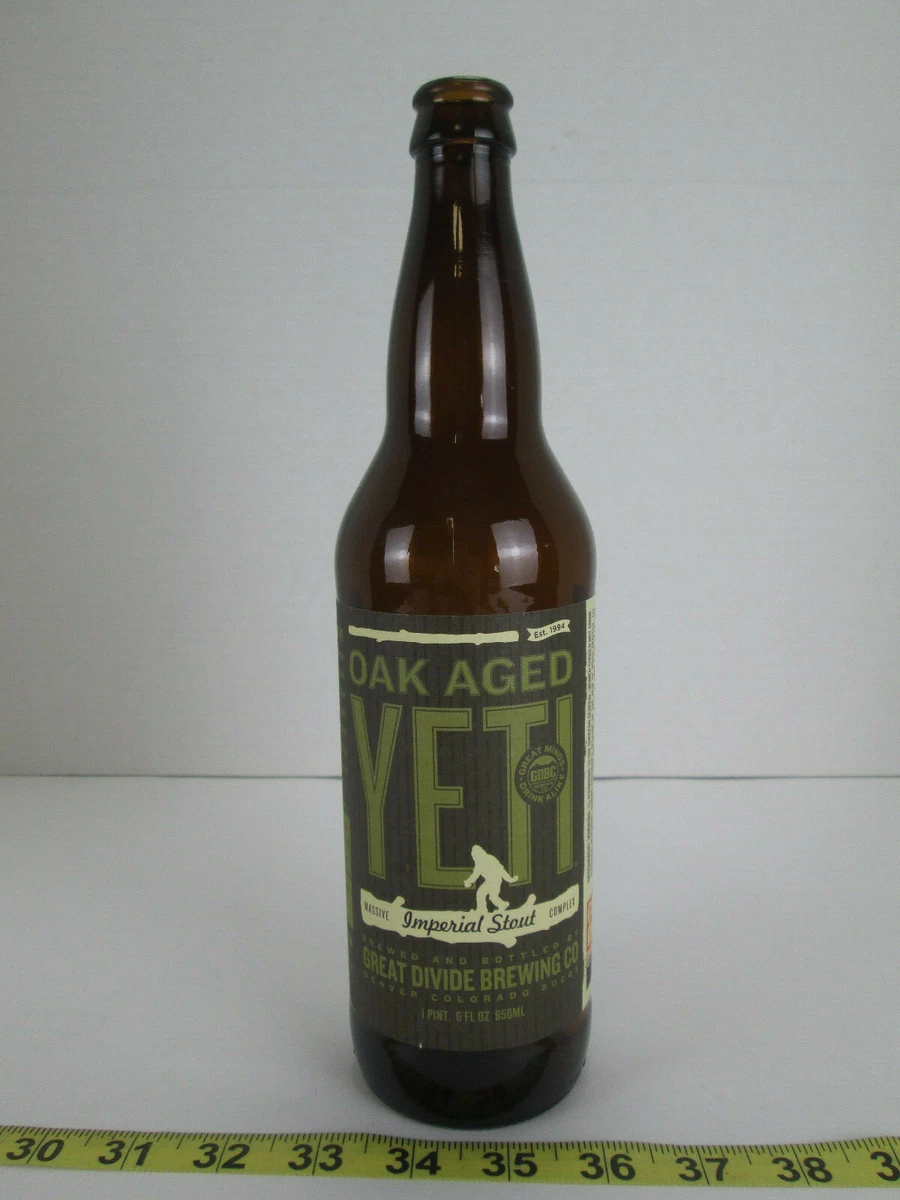 Est. 1994
OAK AGED
YETI
GREAT MINDS
GDBC
DRINK ALIKE
MASSIVE Imperial Stout COMPLEX
BREWED AND BOTTLED BY
GREAT DIVIDE BREWING CO
DENVER COLORADO
1 PINT, 6 FL OZ 650ML
30 31 32 33 34 35 36 37 38 3